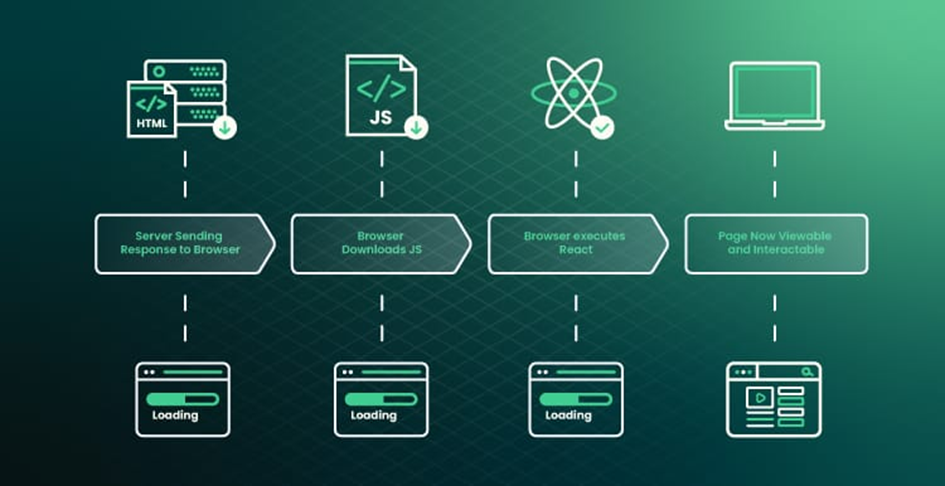 </>
HTML
</>
JS
Server Sending
Response to Browser
Browser
Downloads JS
Browser executes
React
Page Now Viewable
and Interactable
Loading
Loading
Loading